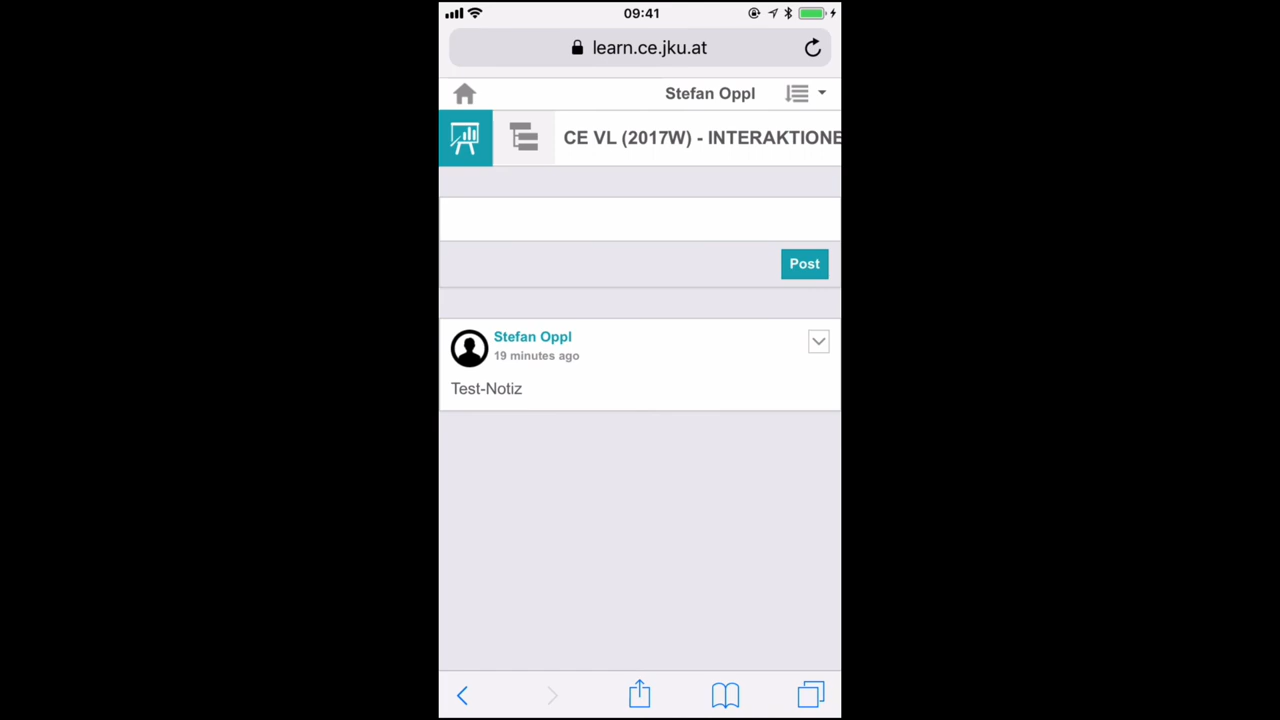 09:41
learn.ce.jku.at
Stefan Oppl
CE VL (2017W) - INTERAKTIONE
Post
Stefan Oppl
19 minutes ago
Test-Notiz